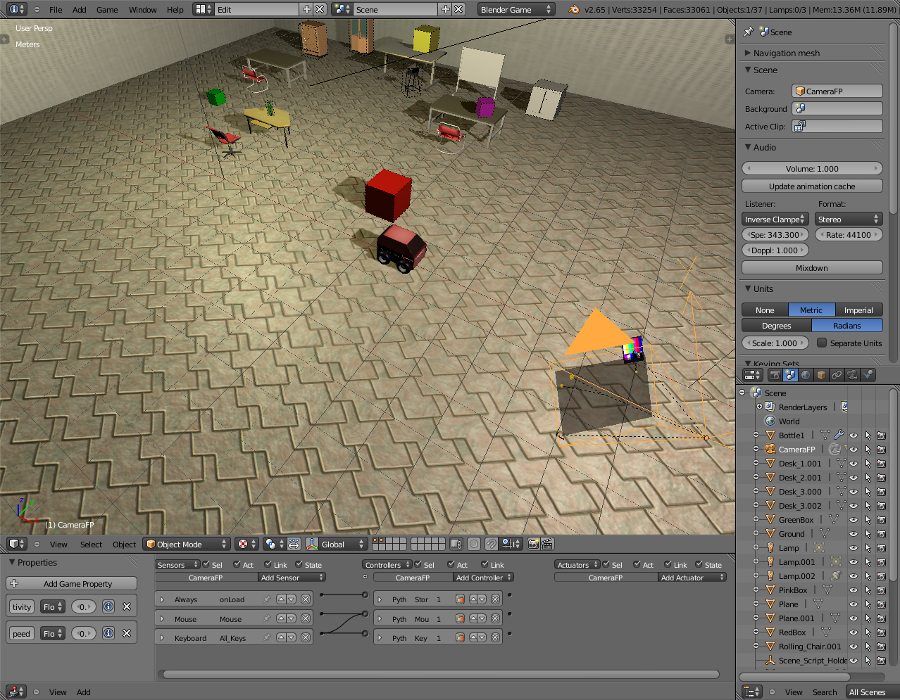 File Add Game Window Help Edit Scene Blender Game v2.65 | Verts:33254 | Faces:33061 | Objects:1/37 | Lamps:0/3 | Mem:13.36M (11.89M)
User Persp
Meters
(1) CameraFP
View Select Object Object Mode Global
Scene
Navigation mesh
Scene
Camera: CameraFP
Background
Active Clip:
Audio
Volume: 1.000
Update animation cache
Listener: Format:
Inverse Clampe Stereo
Spe: 343.300 Rate: 44100
Doppl: 1.000
Mixdown
Units
None Metric Imperial
Degrees Radians
Scale: 1.000 Separate Units
Keying Sets
Scene
RenderLayers
World
Bottle1
CameraFP
Desk_1.001
Desk_2.001
Desk_3.000
Desk_3.002
GreenBox
Ground
Lamp
Lamp.001
Lamp.002
PinkBox
Plane
Plane.001
RedBox
Rolling_Chair.001
Scene_Script_Holde
View Search All Scenes
Properties
Add Game Property
tivity Flo 0.
peed Flo 0.
Sensors Sel Act Link State
CameraFP Add Sensor
Always onLoad
Mouse Mouse
Keyboard All_Keys
Controllers Sel Act Link
CameraFP Add Controller
Pyth Stor 1
Pyth Mou 1
Pyth Key 1
Actuators Sel Act Link State
CameraFP Add Actuator
View Add